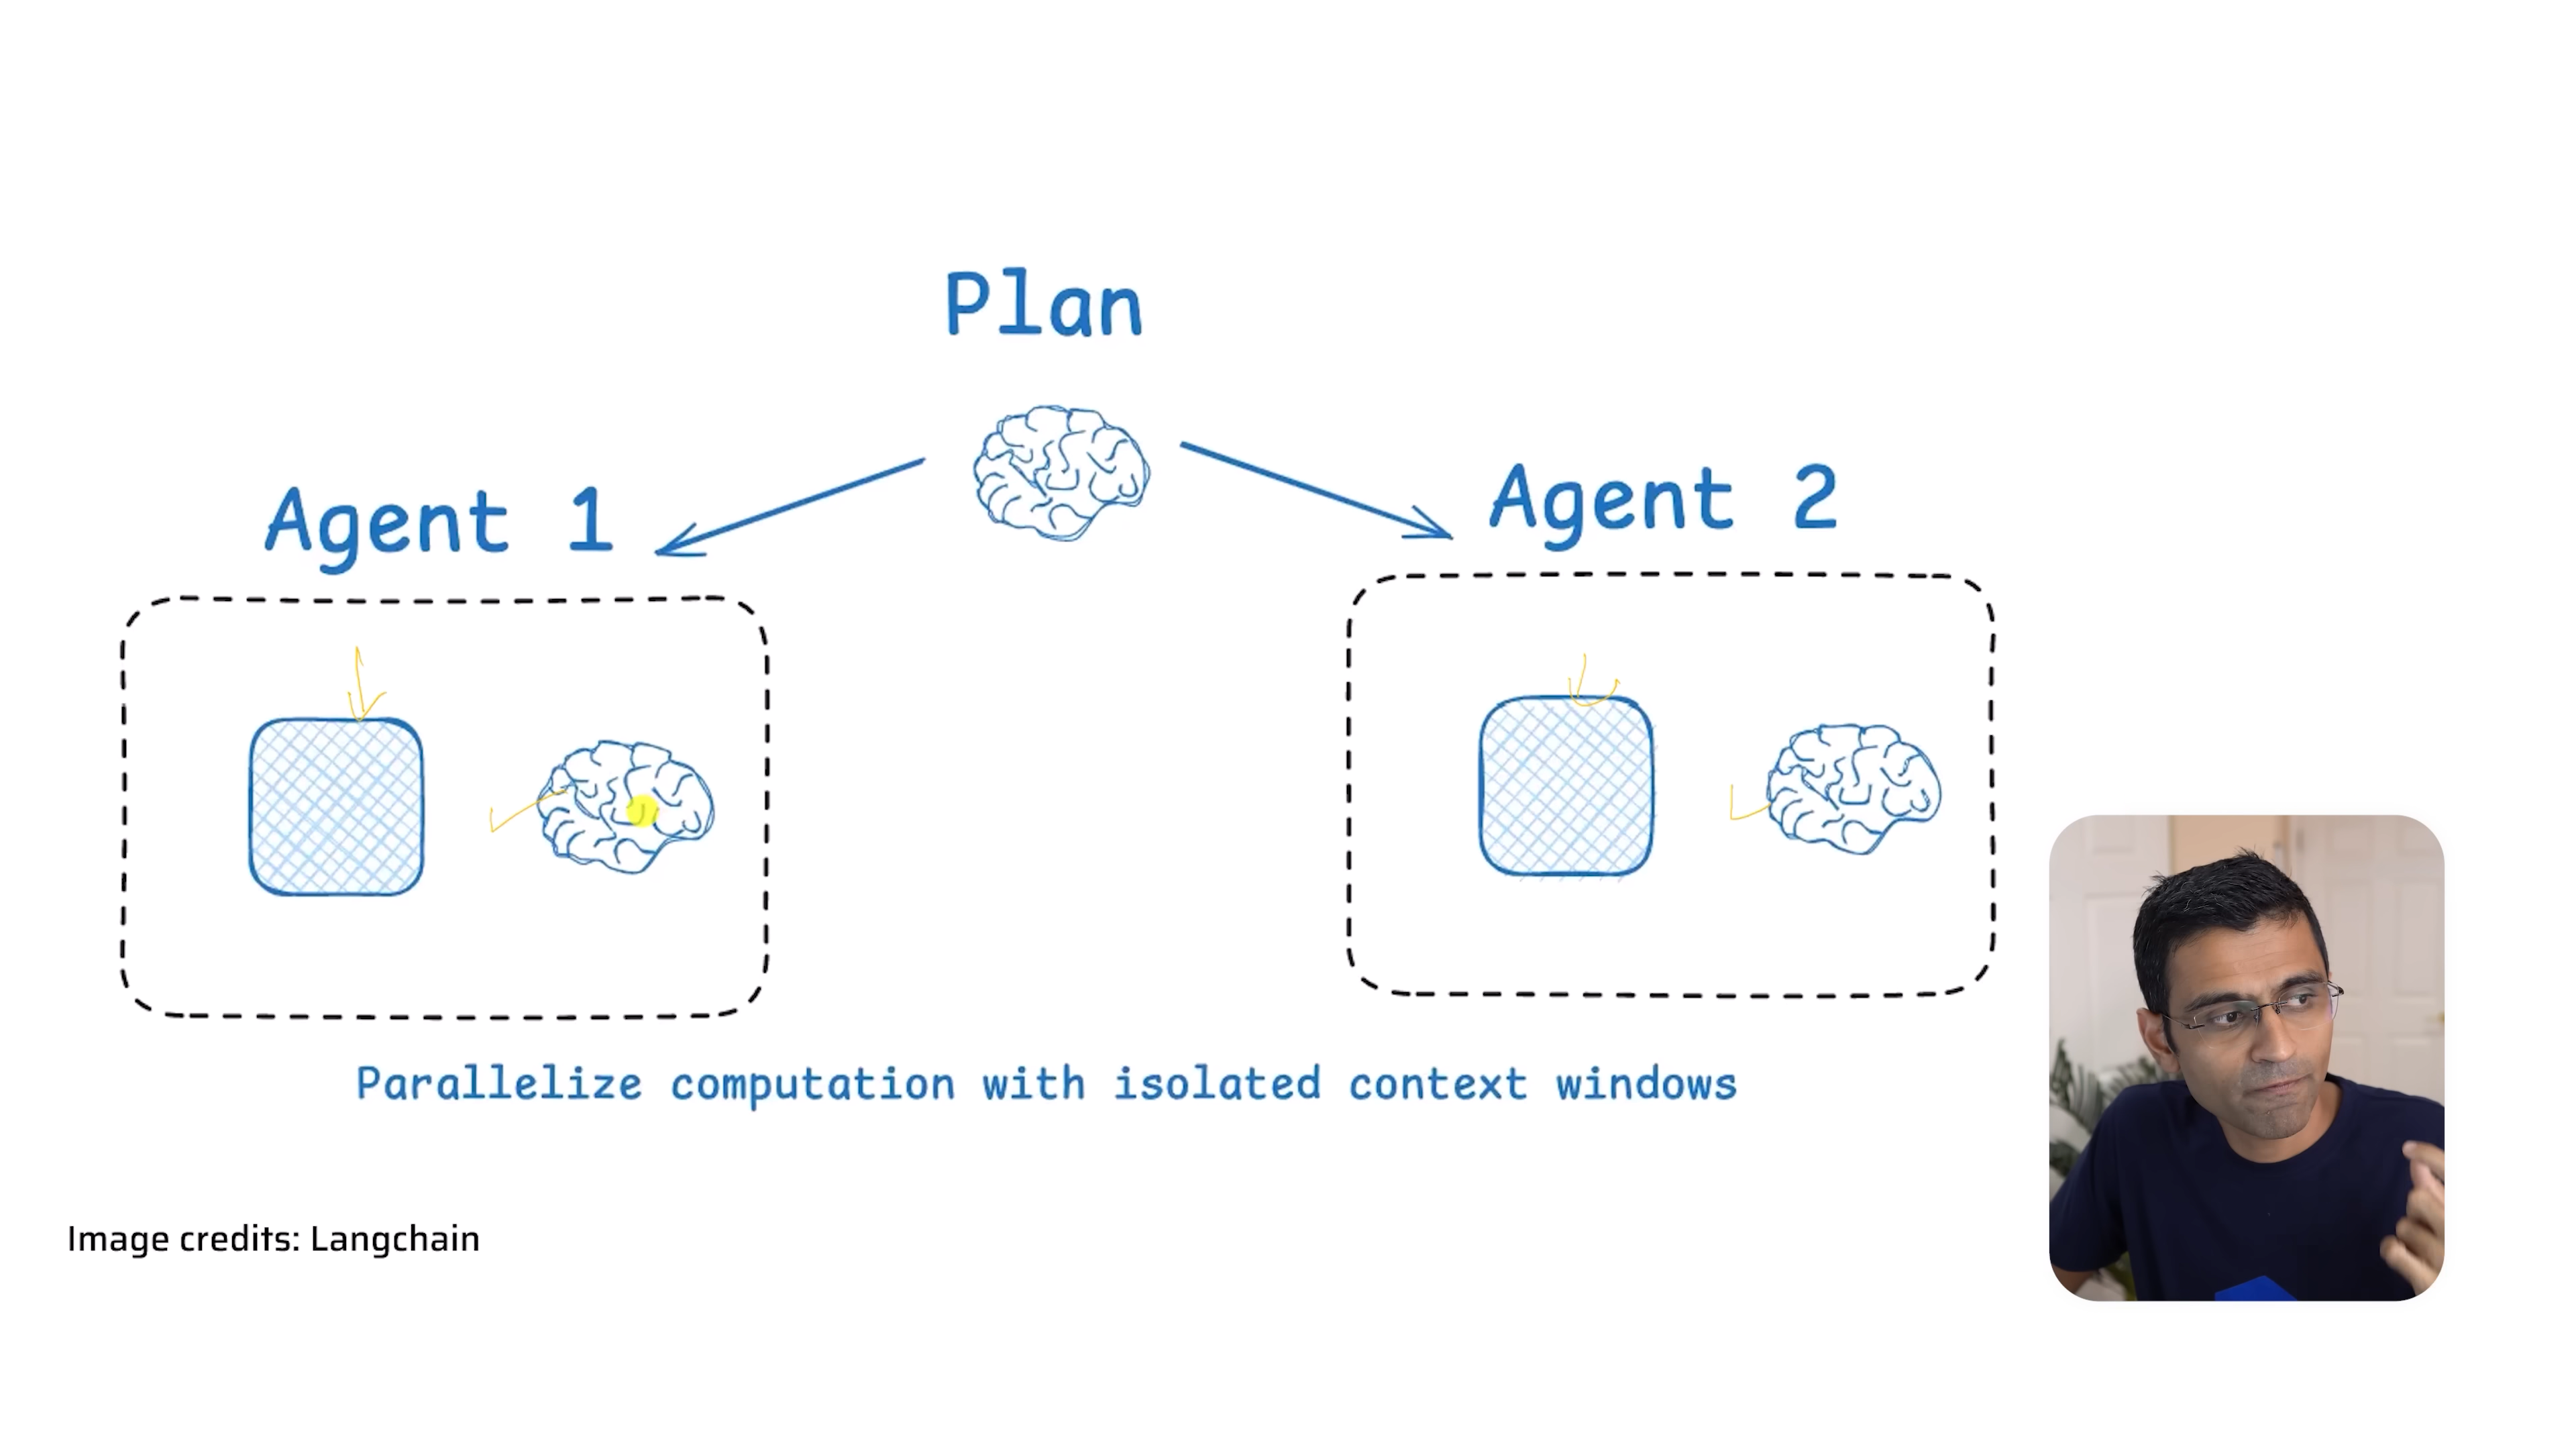 Plan
Agent 1
Agent 2
Parallelize computation with isolated context windows
Image credits: Langchain